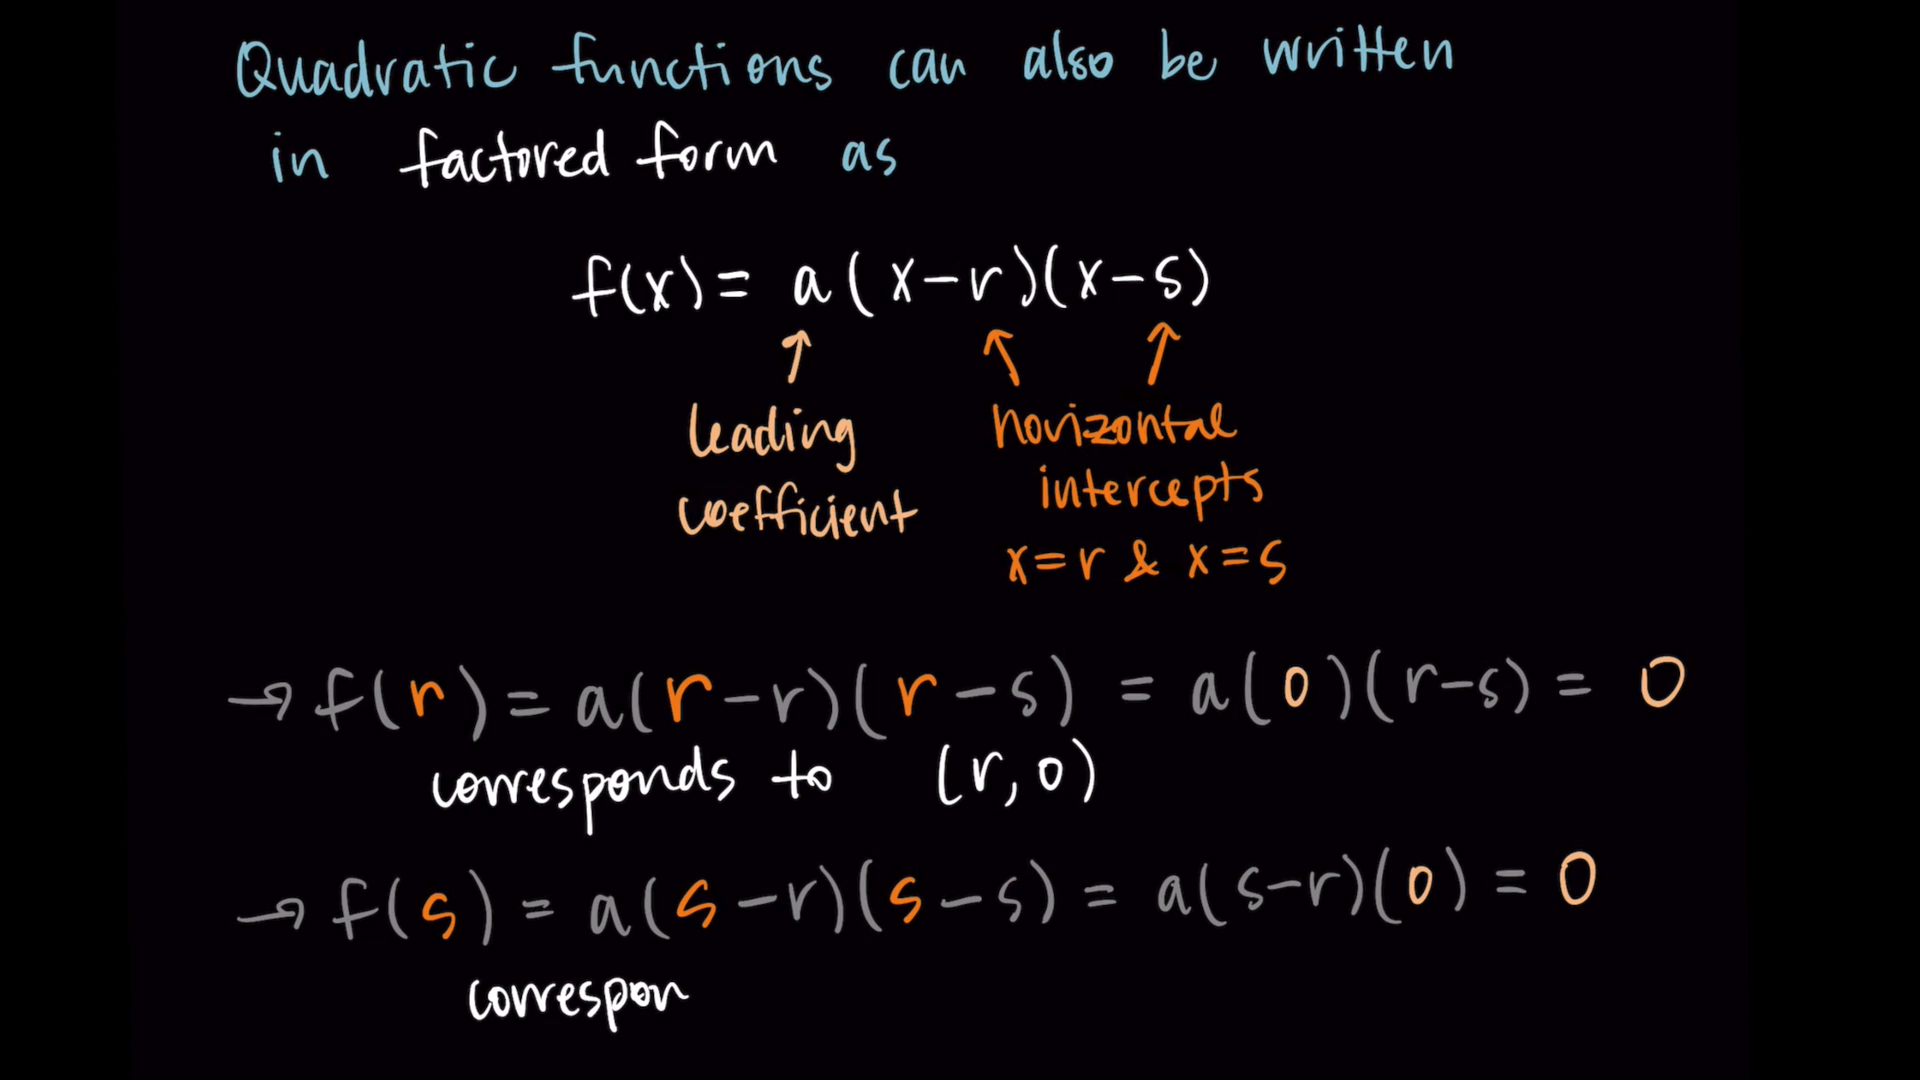 Quadratic functions can also be written
in factored form as
f(x) = a(x-r)(x-s)
↑ ↑ ↑
leading
coefficient
horizontal
intercepts
x=r & x=s
→ f(r) = a(r-r)(r-s) = a(0)(r-s) = 0
corresponds to (r,0)
→ f(s) = a(s-r)(s-s) = a(s-r)(0) = 0
correspon